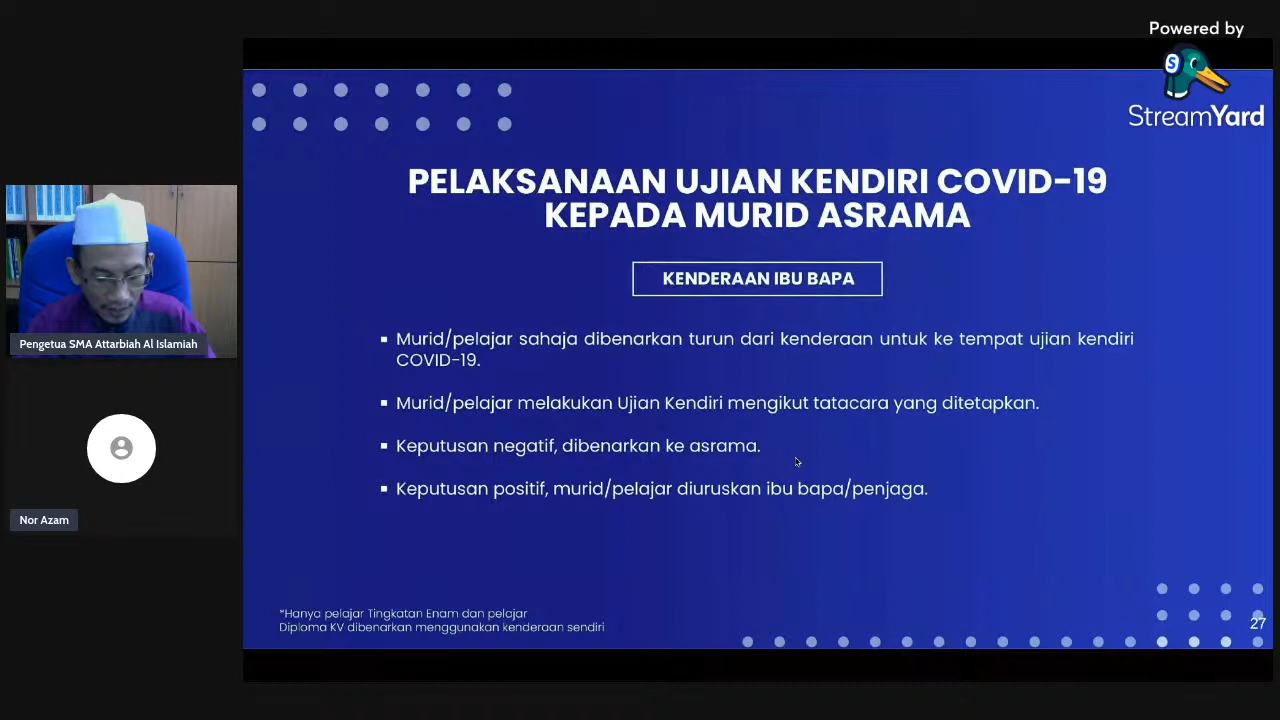 Powered by
StreamYard
PELAKSANAAN UJIAN KENDIRI COVID-19
KEPADA MURID ASRAMA
KENDERAAN IBU BAPA
▪ Murid/pelajar sahaja dibenarkan turun dari kenderaan untuk ke tempat ujian kendiri
COVID-19.
▪ Murid/pelajar melakukan Ujian Kendiri mengikut tatacara yang ditetapkan.
▪ Keputusan negatif, dibenarkan ke asrama.
▪ Keputusan positif, murid/pelajar diuruskan ibu bapa/penjaga.
*Hanya pelajar Tingkatan Enam dan pelajar
Diploma KV dibenarkan menggunakan kenderaan sendiri
27
Pengetua SMA Attarbiah Al Islamiah
Nor Azam